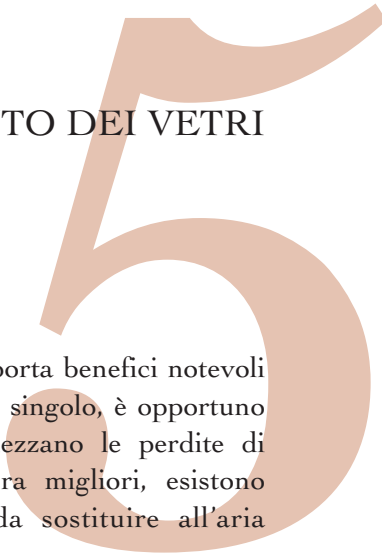 5
TO DEI VETRI
porta benefici notevoli
singolo, è opportuno
ezzano le perdite di
ra migliori, esistono
da sostituire all'aria